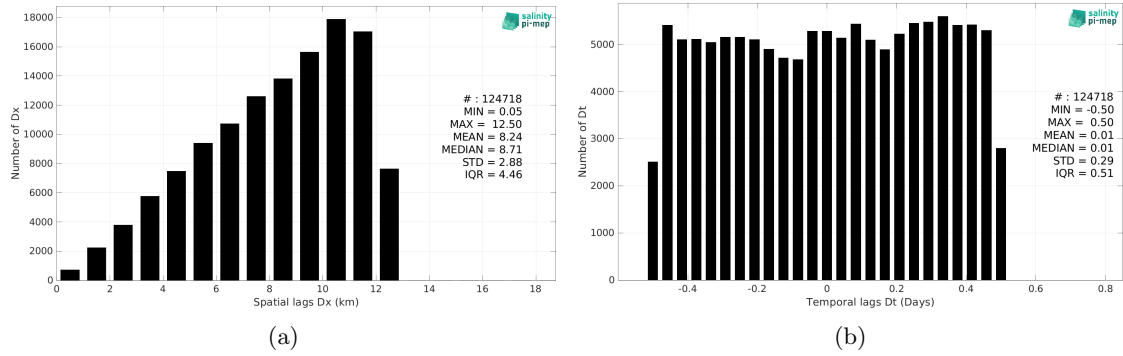 18000
16000
14000
12000
10000
8000
6000
4000
2000
0
Number of Dx
0 2 4 6 8 10 12 14 16 18
Spatial lags Dx (km)
salinity
pi-mep
# : 124718
MIN = 0.05
MAX = 12.50
MEAN = 8.24
MEDIAN = 8.71
STD = 2.88
IQR = 4.46
(a)
5000
4000
3000
2000
1000
0
Number of Dt
-0.4 -0.2 0 0.2 0.4 0.6 0.8
Temporal lags Dt (Days)
salinity
pi-mep
# : 124718
MIN = -0.50
MAX = 0.50
MEAN = 0.01
MEDIAN = 0.01
STD = 0.29
IQR = 0.51
(b)